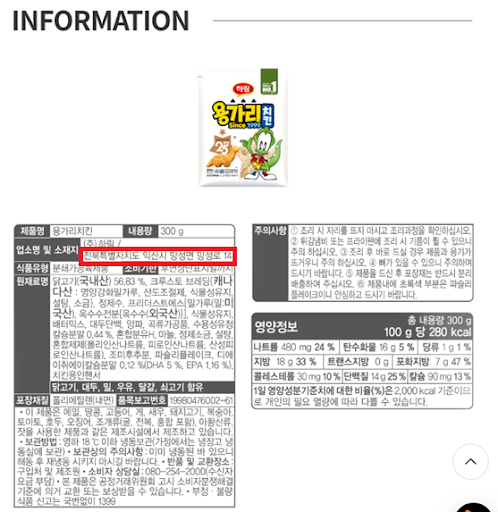 INFORMATION
하림
NO.1
용가리
치킨
Since 1999
25
제품명 용가리치킨 내용량 300 g
업소명 및 소재지 (주)하림 /
전북특별자치도 익산시 망성면 망성로 14
식품유형 분쇄가공육제품 소비기한 후면상단표시일까지
원재료명 닭고기(국내산) 56.83 %, 크루스토 브레딩{캐나
다산 : 영양강화밀가루, 산도조절제, 식물성유지,
설탕, 소금}, 정제수, 프리더스트에스{밀가루(밀:미
국산), 옥수수전분[옥수수(외국산)]}, 식물성유지,
배터믹스, 대두단백, 양파, 곡류가공품, 수용성유청
칼슘분말 0.44 %, 혼합분유H, 마늘, 정제소금, 설탕,
혼합제제(폴리인산나트륨, 피로인산나트륨, 산성피
로인산나트륨), 조미후추분, 파슬리플레이크, 디에
이취에이칼슘분말 0.12 %(DHA 5 %, EPA 1.16 %),
치킨용인핸서
닭고기, 대두, 밀, 우유, 달걀, 쇠고기 함유
포장재질 폴리에틸렌(내면) 품목보고번호 19980476002-61
• 이 제품은 메밀, 땅콩, 고등어, 게, 새우, 돼지고기, 복숭아,
토마토, 호두, 오징어, 조개류(굴, 전복, 홍합 포함), 아황산류,
잣을 사용한 제품과 같은 제조시설에서 제조하고 있습니다.
• 보관방법 : 영하 18℃ 이하 냉동보관(가정에서는 냉장고 냉
동실에 보관) • 보관상의 주의사항 : 이미 냉동된 바 있으니
해동 후 재냉동 시키지 마시길 바랍니다. • 반품 및 교환장소 :
구입처 및 제조원 • 소비자 상담실 : 080-254-2000(수신자
요금 부담) • 본 제품은 공정거래위원회 고시 소비자분쟁해결
기준에 의거 교환 또는 보상받을 수 있습니다. • 부정·불량
식품 신고는 국번없이 1399
주의사항 ① 조리 시 자리를 뜨지 마시고 조리과정을 확인하십시오.
② 튀김냄비 또는 프라이팬에 조리 시 기름이 튈 수 있으니
주의 하십시오. ③ 조리 후 바로 드실 경우 제품과 용기가
뜨거우니 주의 하십시오. ④ 뼈가 있을 수 있으니 주의하여
드시기 바랍니다. ⑤ 제품을 드신 후 포장재는 반드시 분리
배출하여 주십시오. ⑥ 제품내에 초록색 부분은 파슬리
플레이크이니 안심하고 드시기 바랍니다.
영양정보 총 내용량 300 g
100 g 당 280 kcal
나트륨 480 mg 24 % 탄수화물 16 g 5 % 당류 1 g 1 %
지방 18 g 33 % 트랜스지방 0 g 포화지방 7 g 47 %
콜레스테롤 30 mg 10 % 단백질 14 g 25 % 칼슘 90 mg 13 %
1일 영양성분기준치에 대한 비율(%)은 2,000 kcal 기준이므
로 개인의 필요 열량에 따라 다를 수 있습니다.